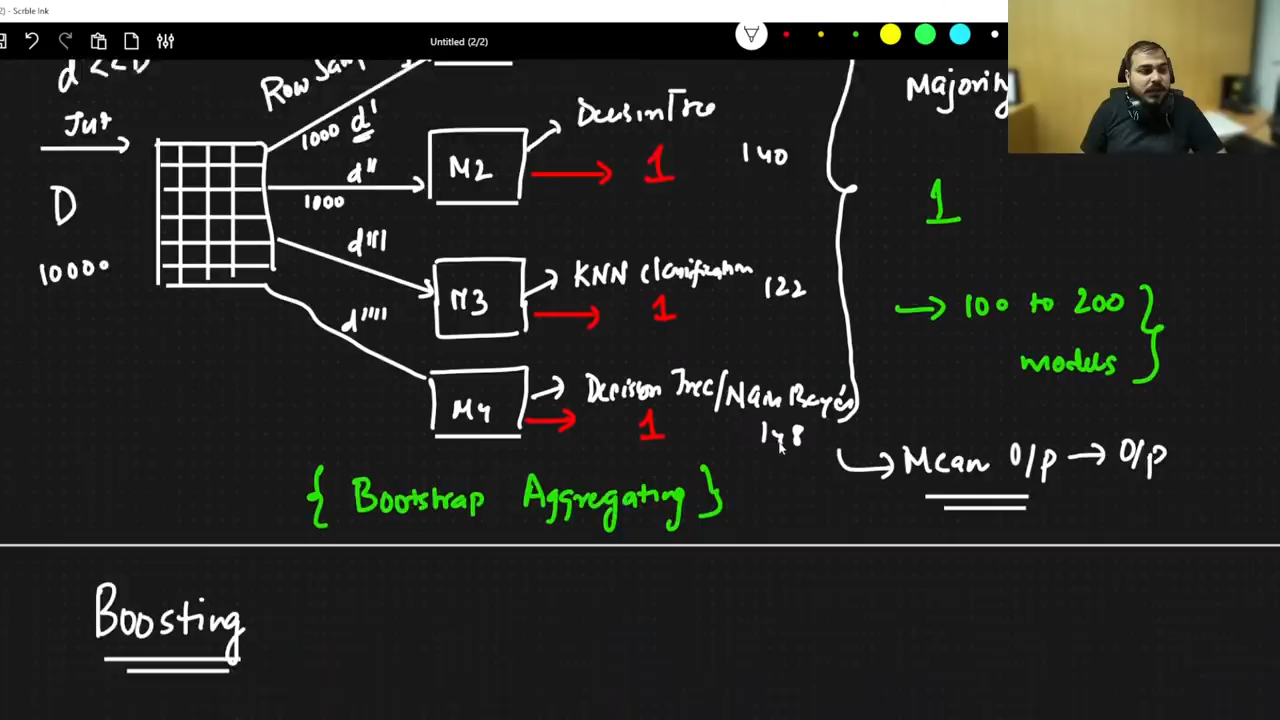 2) - Scrble Ink
Untitled (2/2)
d << D
Row Sam
Majority
Jut
1000 d'
Decision Tree
M2
1
140
d"
1000
D
1
d'''
10000
KNN Classification
122
M3
1
→ 100 to 200
models
d''''
Decision Tree/Naive Bayes
M4
1
148
Mean O/p → O/p
{ Bootstrap Aggregating }
Boosting